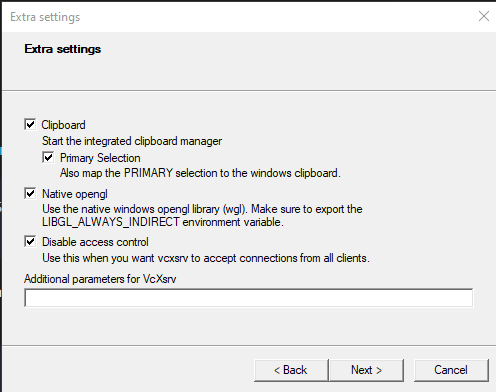 Extra settings
Extra settings
Clipboard
Start the integrated clipboard manager
Primary Selection
Also map the PRIMARY selection to the windows clipboard.
Native opengl
Use the native windows opengl library (wgl). Make sure to export the
LIBGL_ALWAYS_INDIRECT environment variable.
Disable access control
Use this when you want vcxsrv to accept connections from all clients.
Additional parameters for VcXsrv
< Back
Next >
Cancel